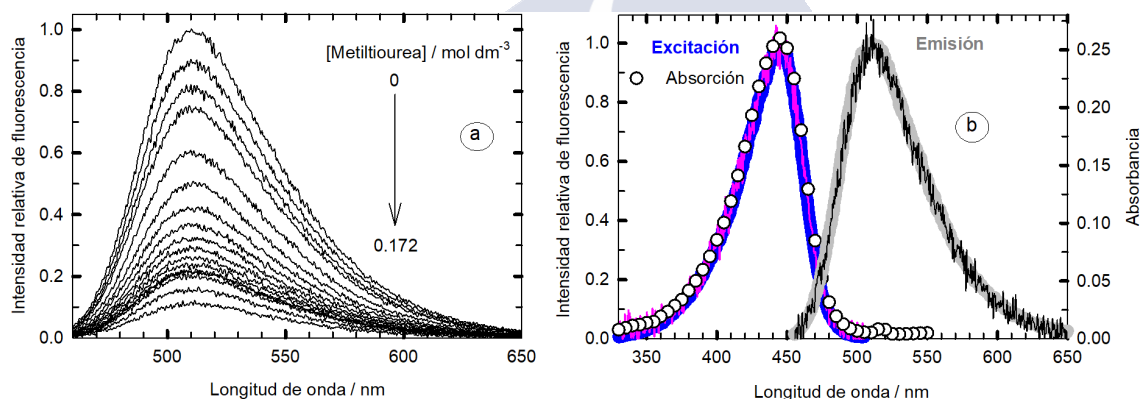 Intensidad relativa de fluorescencia
1.0
0.8
0.6
0.4
0.2
0.0
[Metiltiourea] / mol dm-3
0
0.172
a
500
550
600
650
Longitud de onda / nm
Intensidad relativa de fluorescencia
1.0
0.8
0.6
0.4
0.2
0.0
Excitación
Absorción
Emisión
b
0.25
0.20
0.15
0.10
0.05
0.00
Absorbancia
350
400
450
500
550
600
650
Longitud de onda / nm